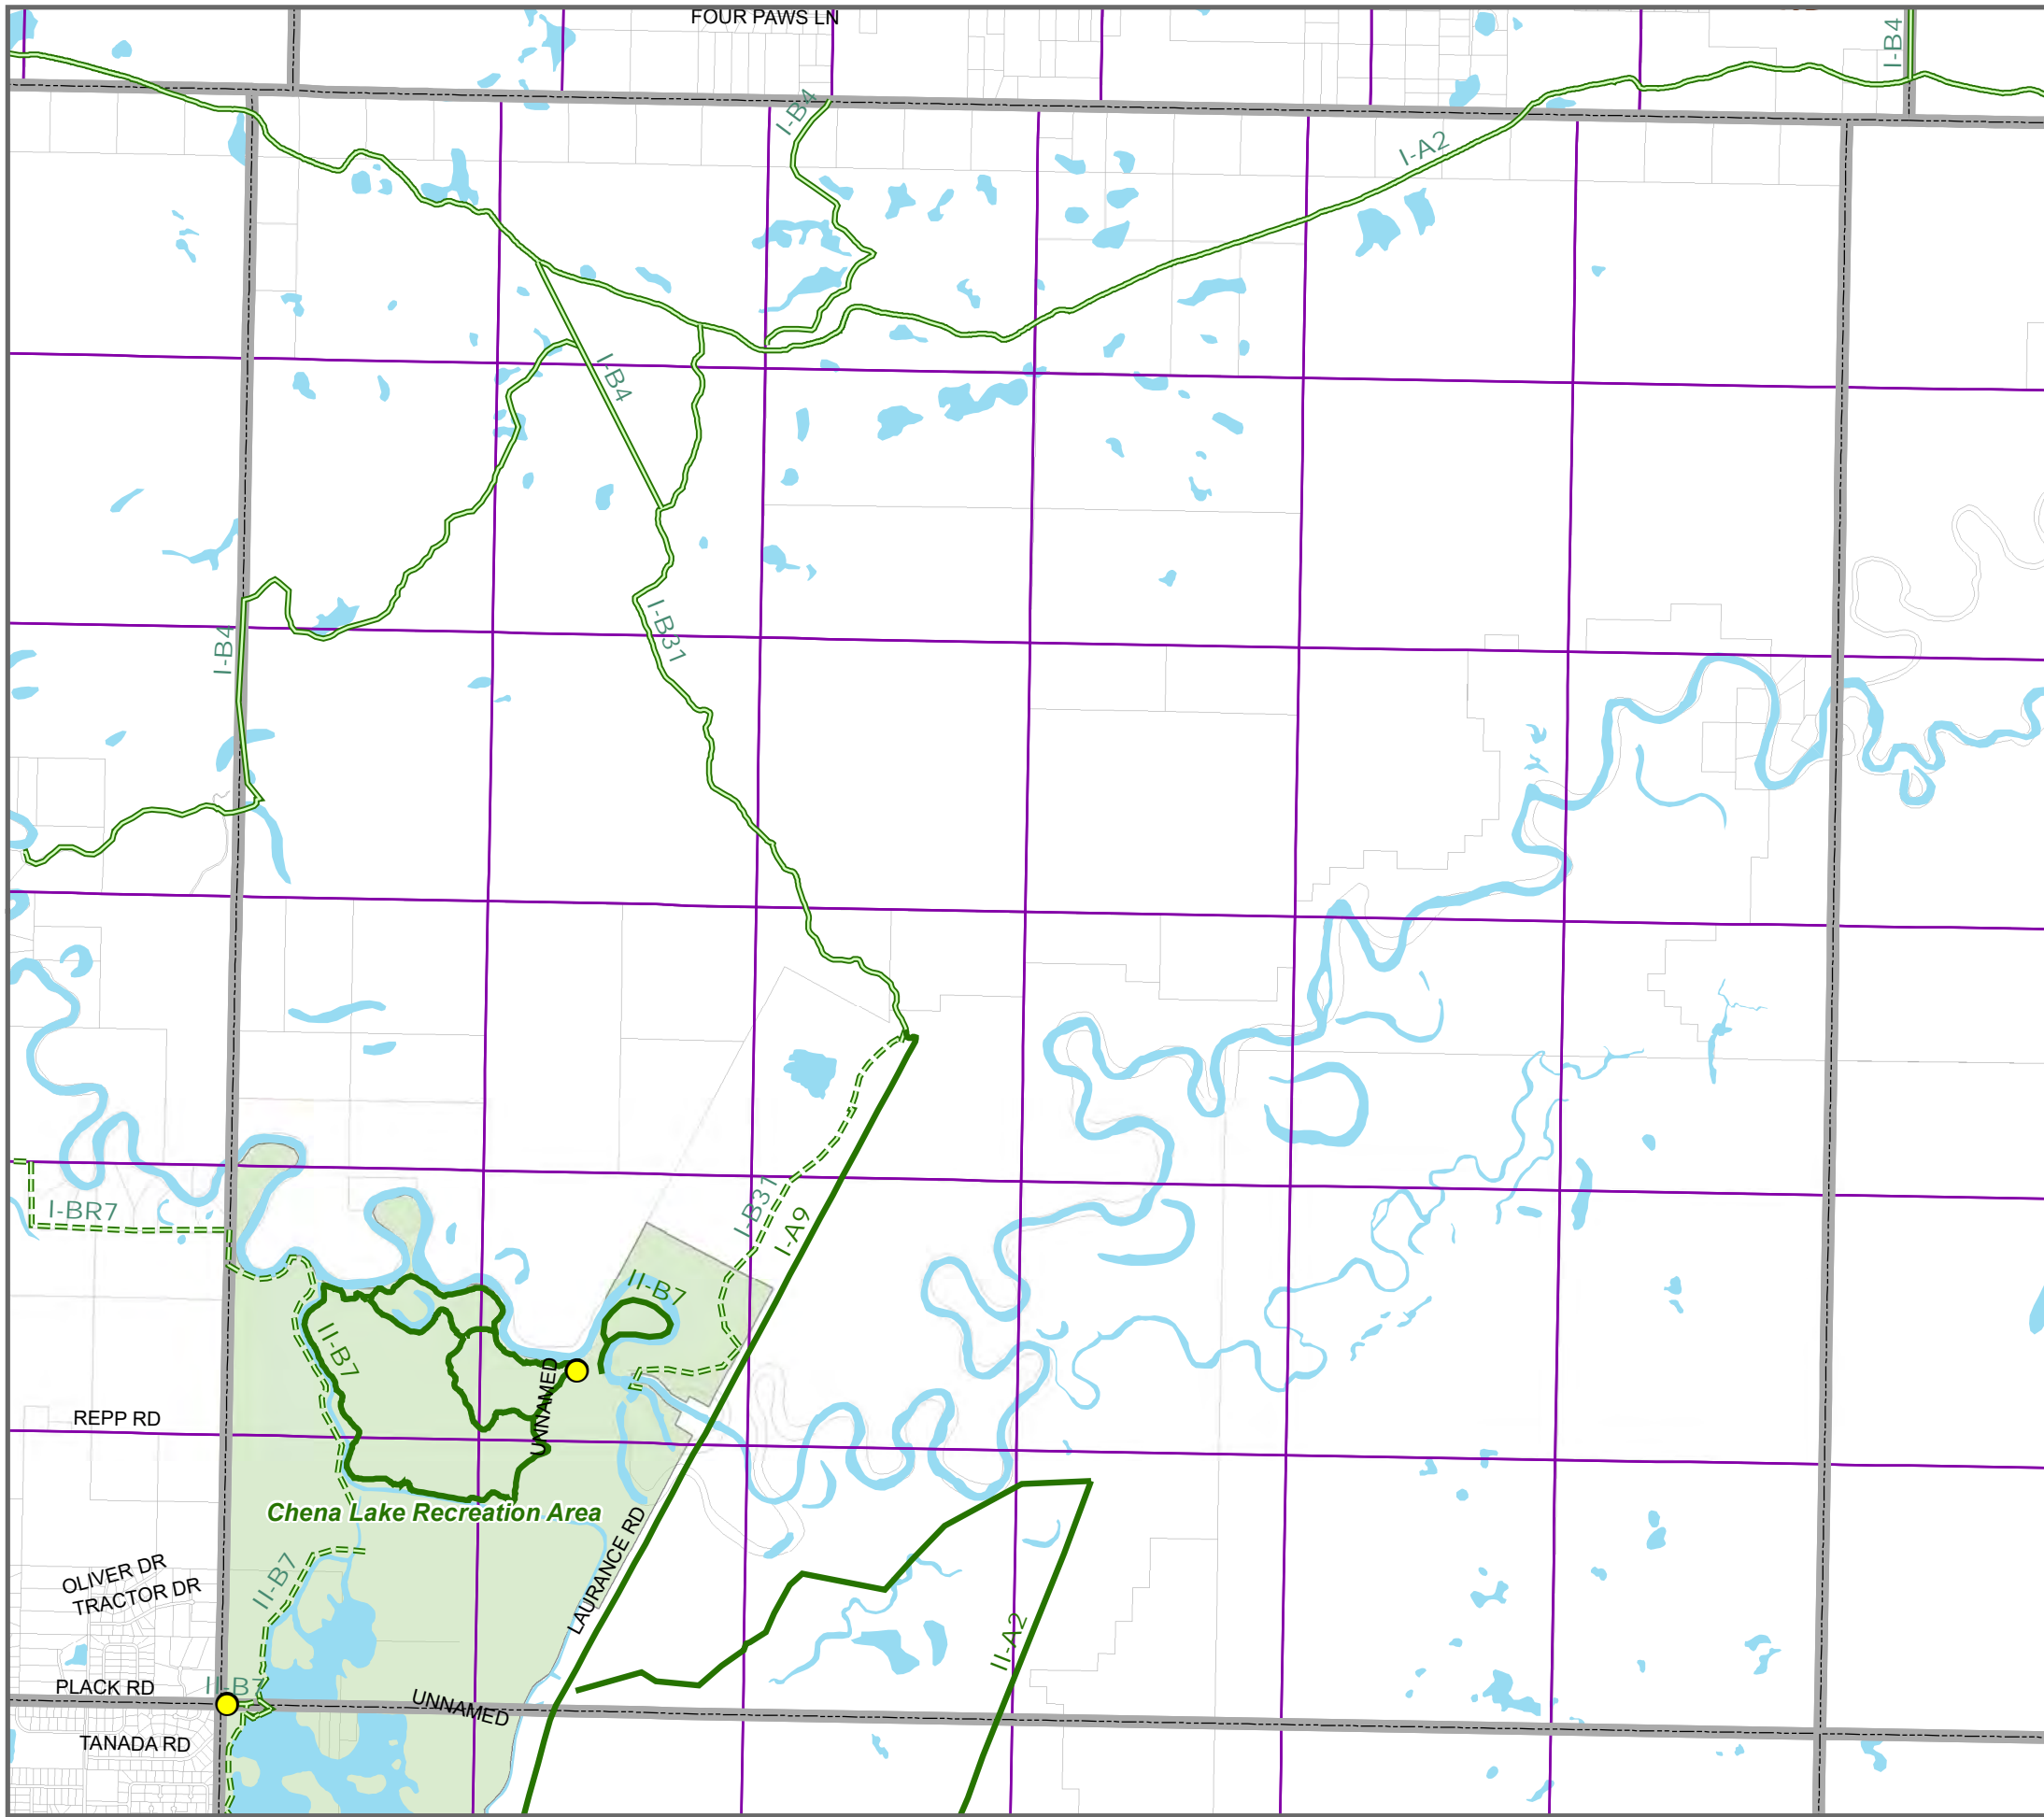 FOUR PAWS LN
I-B4
I-B4
I-A2
I-B4
I-B31
I-B4
I-B31
I-A9
I-BR7
II-B7
II-B7
UNNAMED
REPP RD
Chena Lake Recreation Area
LAURANCE RD
OLIVER DR
TRACTOR DR
II-B7
II-A2
PLACK RD
II-B7
UNNAMED
TANADA RD